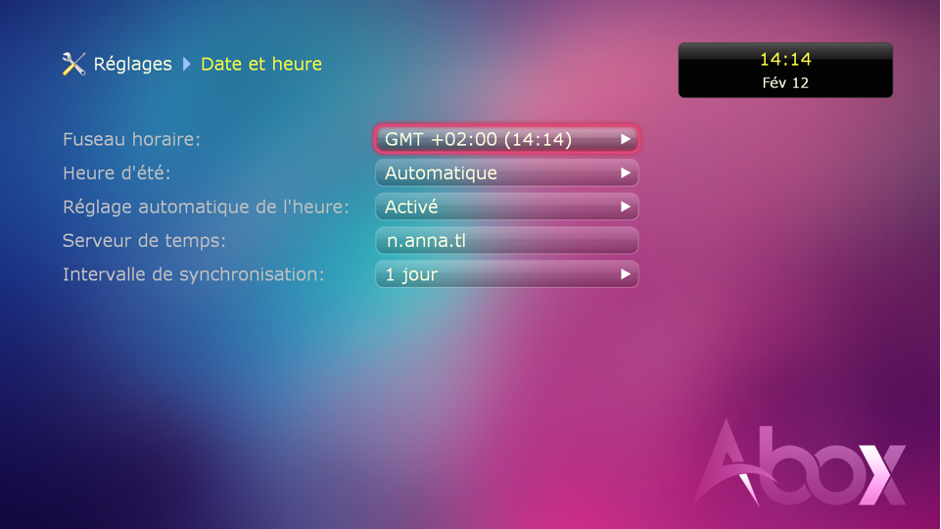 Réglages Date et heure
14:14
Fév 12
Fuseau horaire: GMT +02:00 (14:14)
Heure d'été: Automatique
Réglage automatique de l'heure: Activé
Serveur de temps: n.anna.tl
Intervalle de synchronisation: 1 jour
Abox